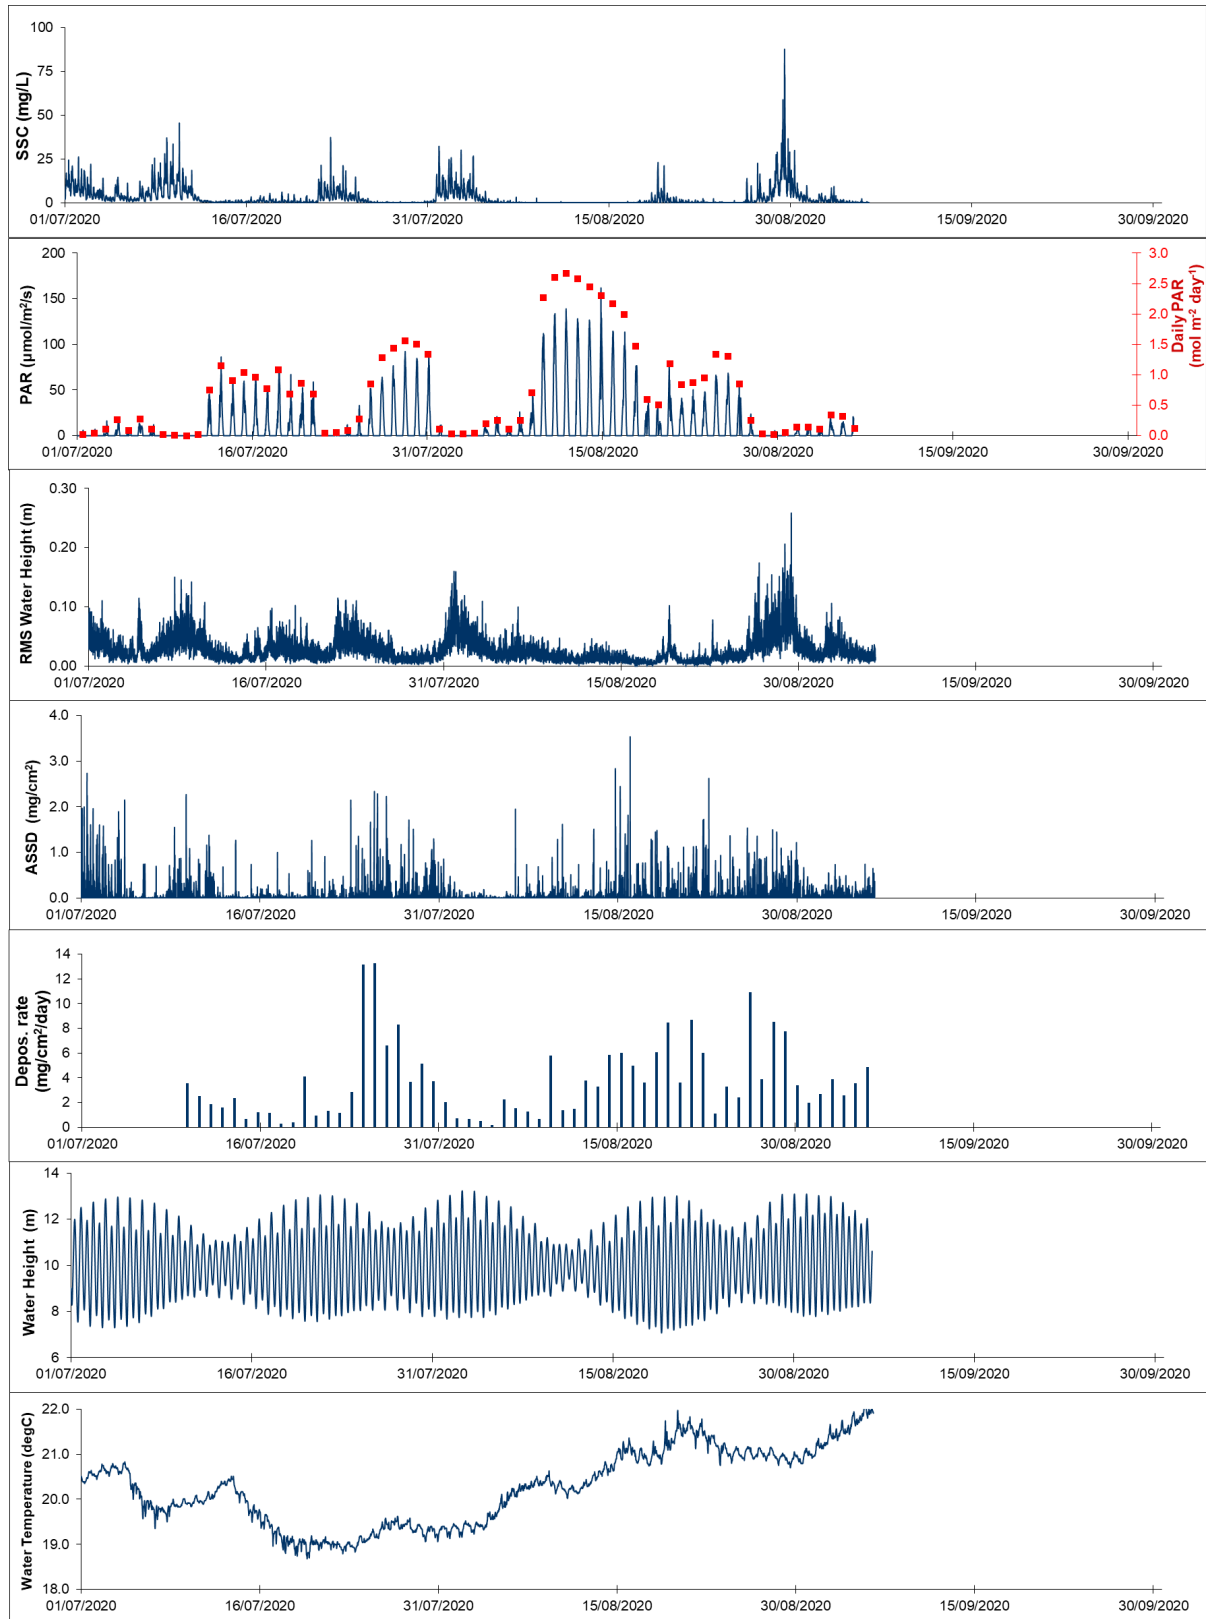 SSC (mg/L)
100
75
50
25
0
01/07/2020 16/07/2020 31/07/2020 15/08/2020 30/08/2020 15/09/2020 30/09/2020
PAR (µmol/m²/s)
200
150
100
50
0
3.0
2.5
2.0
1.5
1.0
0.5
0.0
Daily PAR
(mol m⁻² day⁻¹)
01/07/2020 16/07/2020 31/07/2020 15/08/2020 30/08/2020 15/09/2020 30/09/2020
RMS Water Height (m)
0.30
0.20
0.10
0.00
01/07/2020 16/07/2020 31/07/2020 15/08/2020 30/08/2020 15/09/2020 30/09/2020
ASSD (mg/cm²)
4.0
3.0
2.0
1.0
0.0
01/07/2020 16/07/2020 31/07/2020 15/08/2020 30/08/2020 15/09/2020 30/09/2020
Depos. rate
(mg/cm²/day)
14
12
10
8
6
4
2
0
01/07/2020 16/07/2020 31/07/2020 15/08/2020 30/08/2020 15/09/2020 30/09/2020
Water Height (m)
14
12
10
8
6
01/07/2020 16/07/2020 31/07/2020 15/08/2020 30/08/2020 15/09/2020 30/09/2020
Water Temperature (degC)
22.0
21.0
20.0
19.0
18.0
01/07/2020 16/07/2020 31/07/2020 15/08/2020 30/08/2020 15/09/2020 30/09/2020